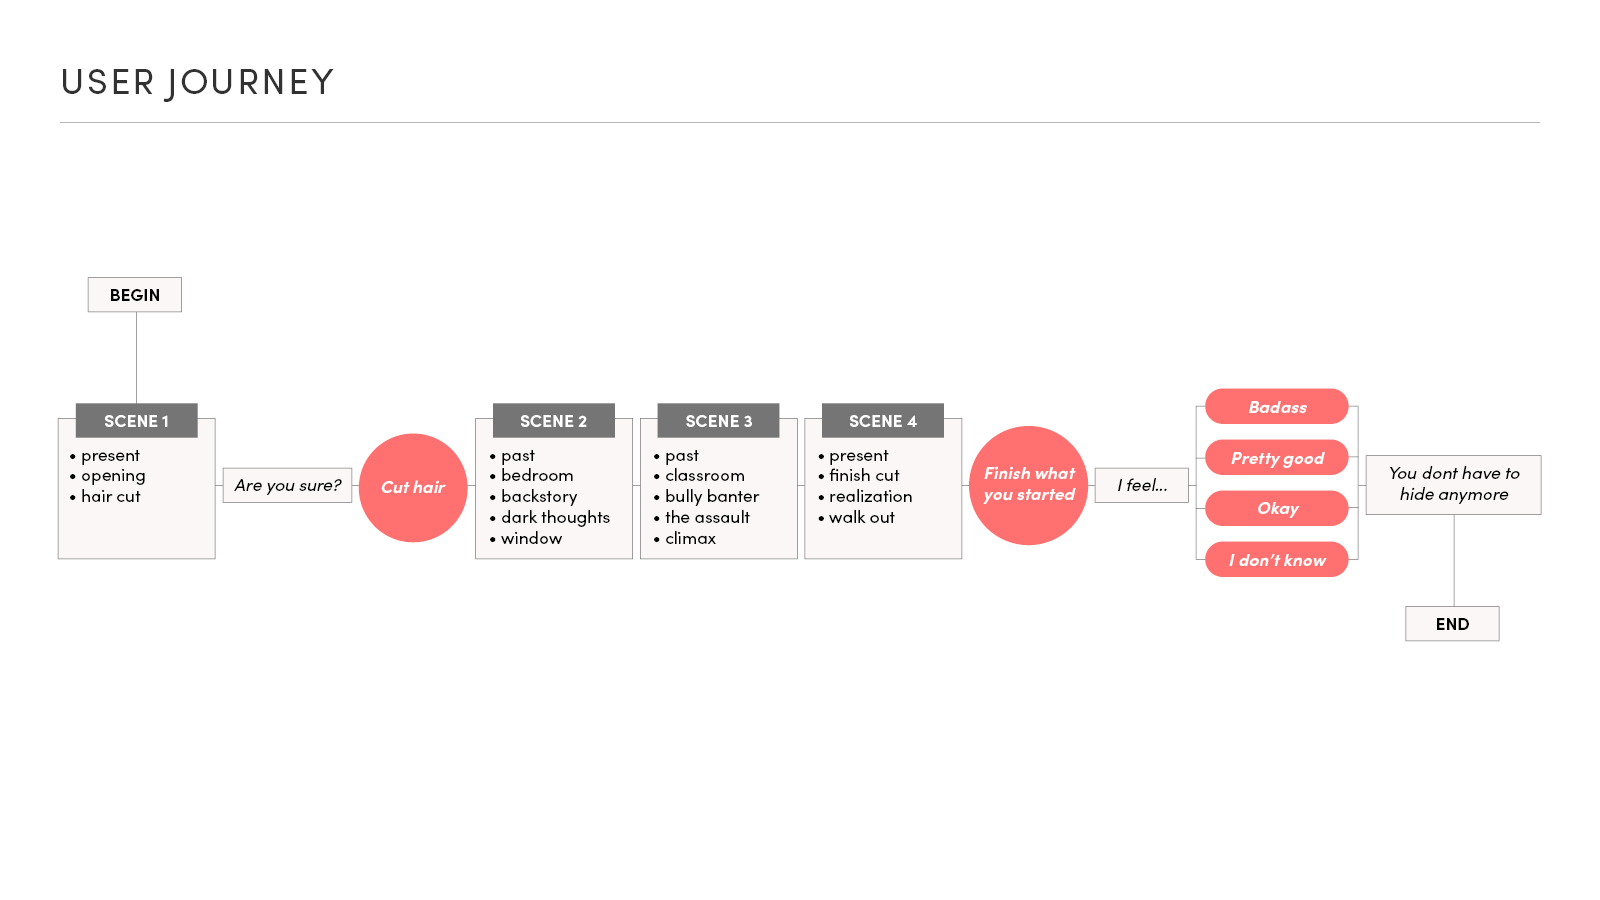 USER JOURNEY
BEGIN
SCENE 1
• present
• opening
• hair cut
Are you sure?
Cut hair
SCENE 2
• past
• bedroom
• backstory
• dark thoughts
• window
SCENE 3
• past
• classroom
• bully banter
• the assault
• climax
SCENE 4
• present
• finish cut
• realization
• walk out
Finish what
you started
I feel...
Badass
Pretty good
Okay
I don’t know
You dont have to
hide anymore
END